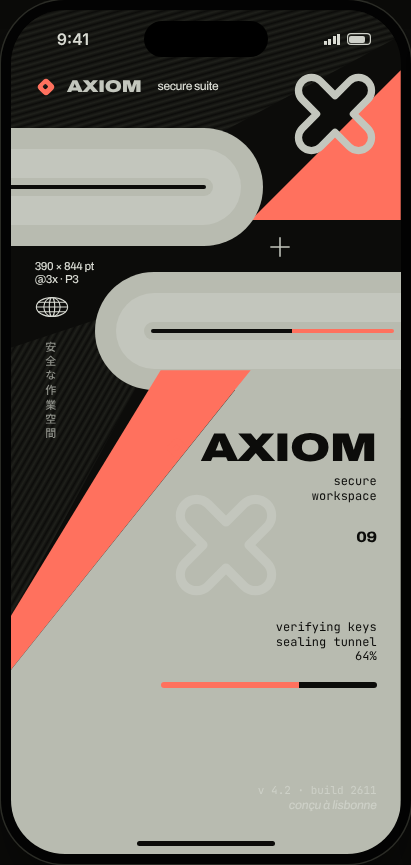 9:41
AXIOM secure suite
390 × 844 pt
@3x · P3
安全な作業空間
AXIOM
secure
workspace
09
verifying keys
sealing tunnel
64%
v 4.2 · build 2611
conçu à lisbonne